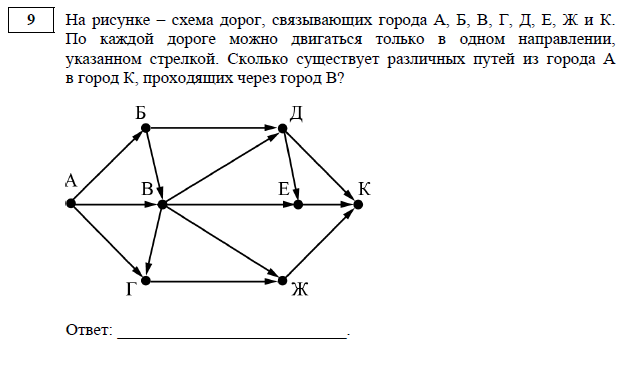 9
На рисунке – схема дорог, связывающих города А, Б, В, Г, Д, Е, Ж и К.
По каждой дороге можно двигаться только в одном направлении,
указанном стрелкой. Сколько существует различных путей из города А
в город К, проходящих через город В?
Б
Д
А
В
Е
К
Г
Ж
Ответ: ___________________________.